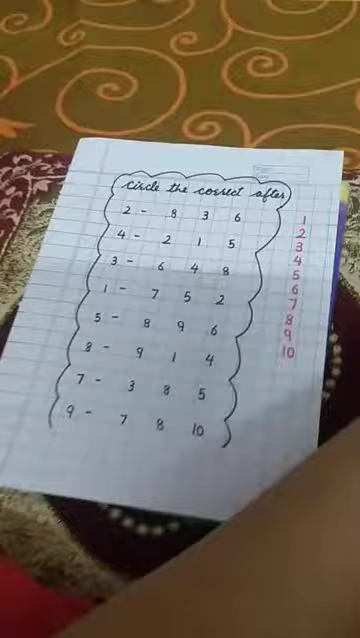 circle the correct after
2 - 8 3 6
4 - 2 1 5
3 - 6 4 8
1 - 7 5 2
5 - 8 9 6
3 - 9 1 4
7 - 3 8 5
9 - 7 8 10
1
2
3
4
5
6
7
8
9
10